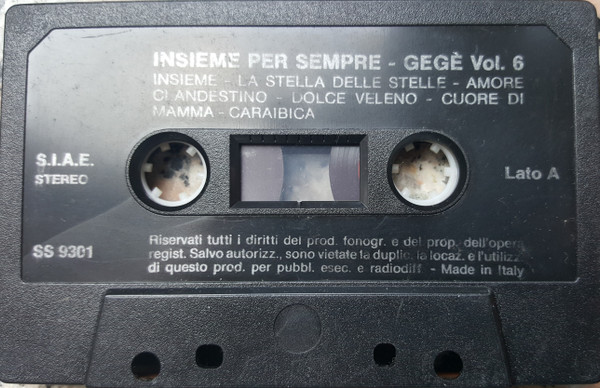 INSIEME PER SEMPRE - GEGÈ Vol. 6
INSIEME - LA STELLA DELLE STELLE - AMORE
CLANDESTINO - DOLCE VELENO - CUORE DI
MAMMA - CARAIBICA
S.I.A.E.
STEREO
Lato A
SS 9301
Riservati tutti i diritti del prod. fonogr. e del prop. dell'opera
regist. Salvo autorizz., sono vietate la duplic. la locaz. e l'utilizz.
di questo prod. per pubbl. esec. e radiodiff - Made in Italy